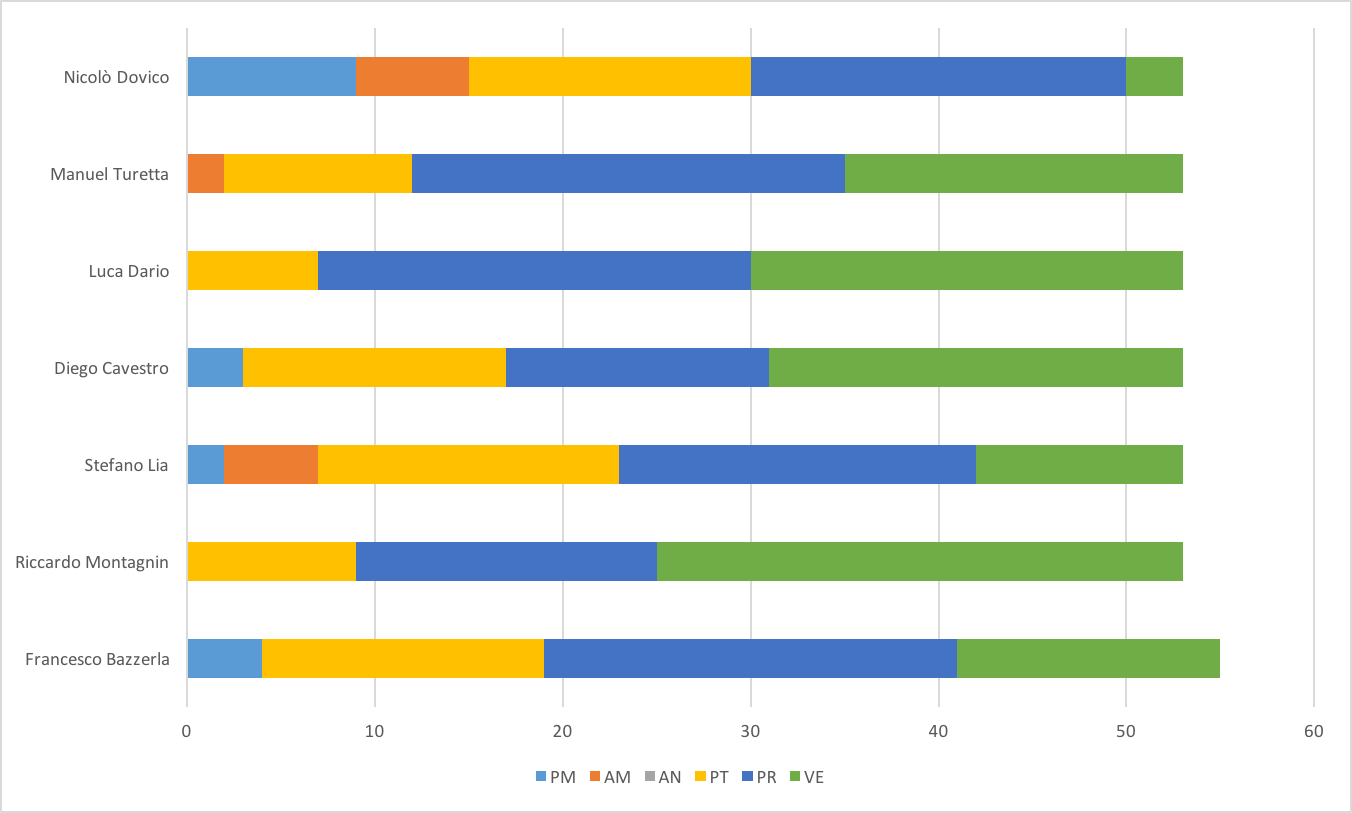 Nicolò Dovico
Manuel Turetta
Luca Dario
Diego Cavestro
Stefano Lia
Riccardo Montagnin
Francesco Bazzerla
0 10 20 30 40 50 60
PM AM AN PT PR VE